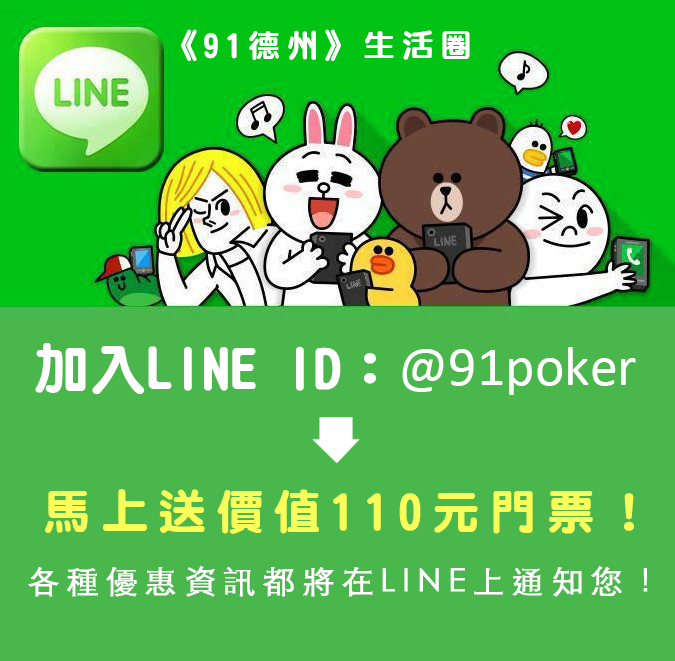 《91德州》生活圈
LINE
LINE
LINE
加入LINE ID：@91poker
馬上送價值110元門票！
各種優惠資訊都將在LINE上通知您！